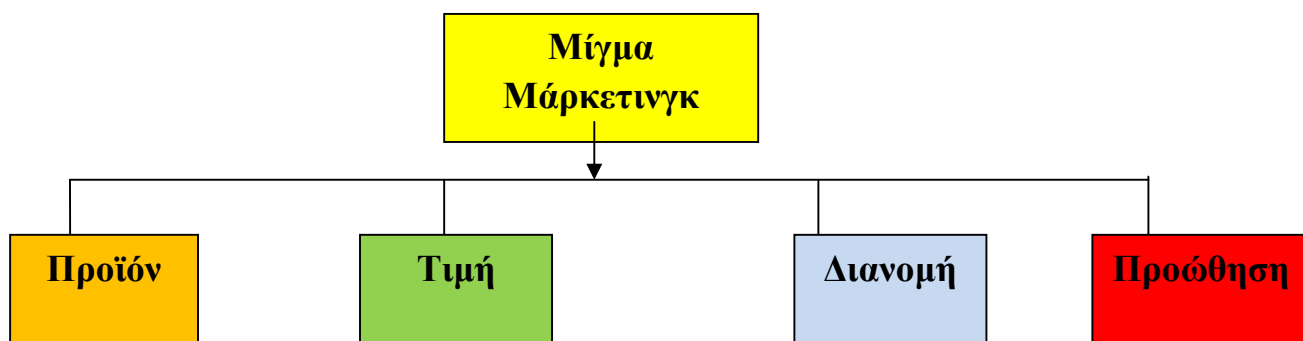 Μίγμα
Μάρκετινγκ
Προϊόν
Τιμή
Διανομή
Προώθηση